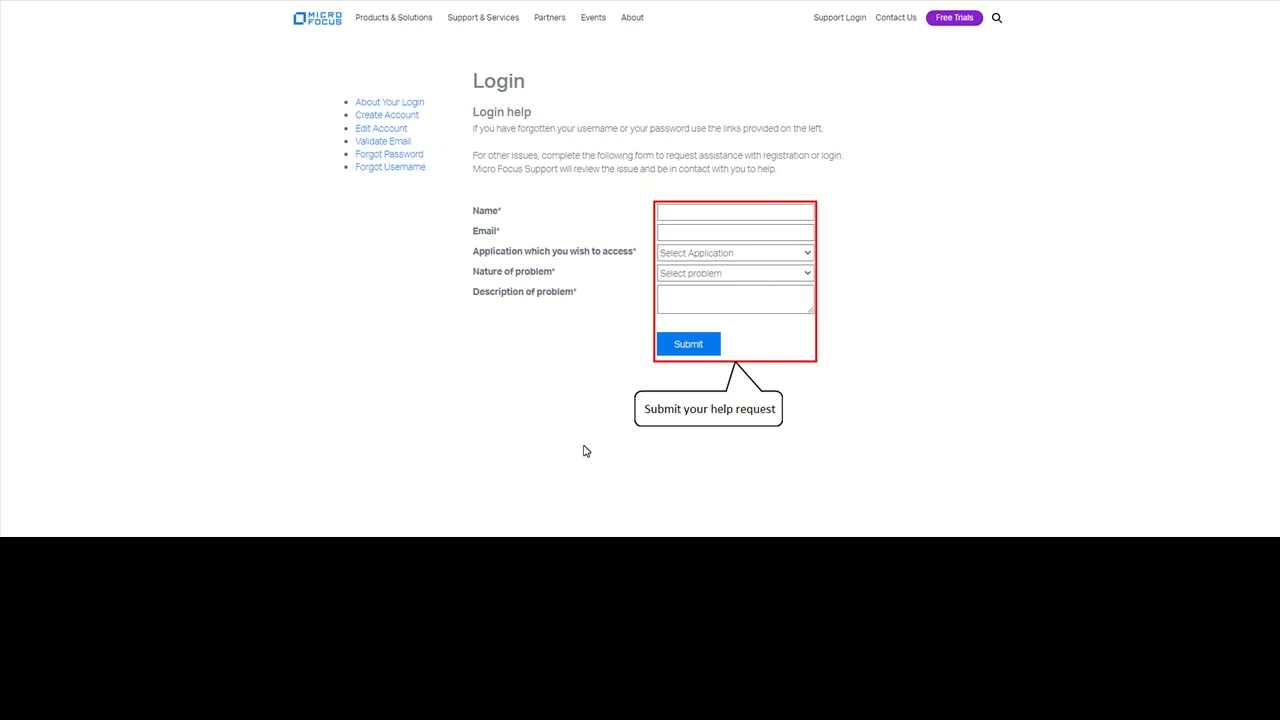 MICRO FOCUS
Products & Solutions
Support & Services
Partners
Events
About
Support Login
Contact Us
Free Trials
About Your Login
Create Account
Edit Account
Validate Email
Forgot Password
Forgot Username
Login
Login help
If you have forgotten your username or your password use the links provided on the left.
For other issues, complete the following form to request assistance with registration or login.
Micro Focus Support will review the issue and be in contact with you to help.
Name*
Email*
Application which you wish to access*
Select Application
Nature of problem*
Select problem
Description of problem*
Submit
Submit your help request